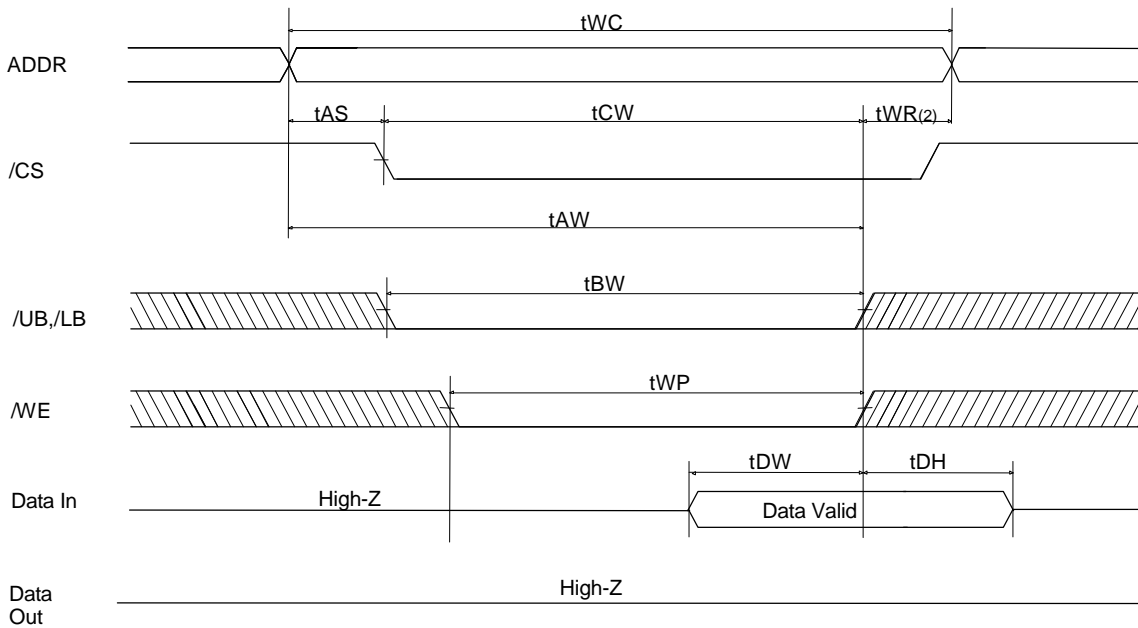 tWC
ADDR
tAS
tCW
tWR(2)
/CS
tAW
tBW
/UB,/LB
tWP
/WE
tDW
tDH
Data In
High-Z
Data Valid
High-Z
Data
Out